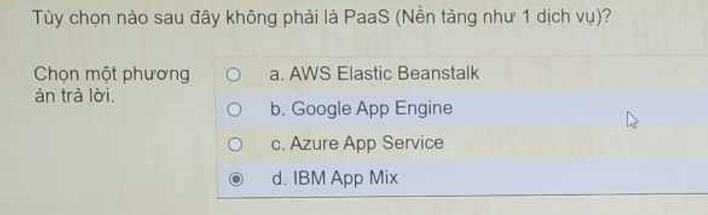 Tùy chọn nào sau đây không phải là PaaS (Nền tảng như 1 dịch vụ)?
Chọn một phương
án trả lời.
a. AWS Elastic Beanstalk
b. Google App Engine
c. Azure App Service
d. IBM App Mix